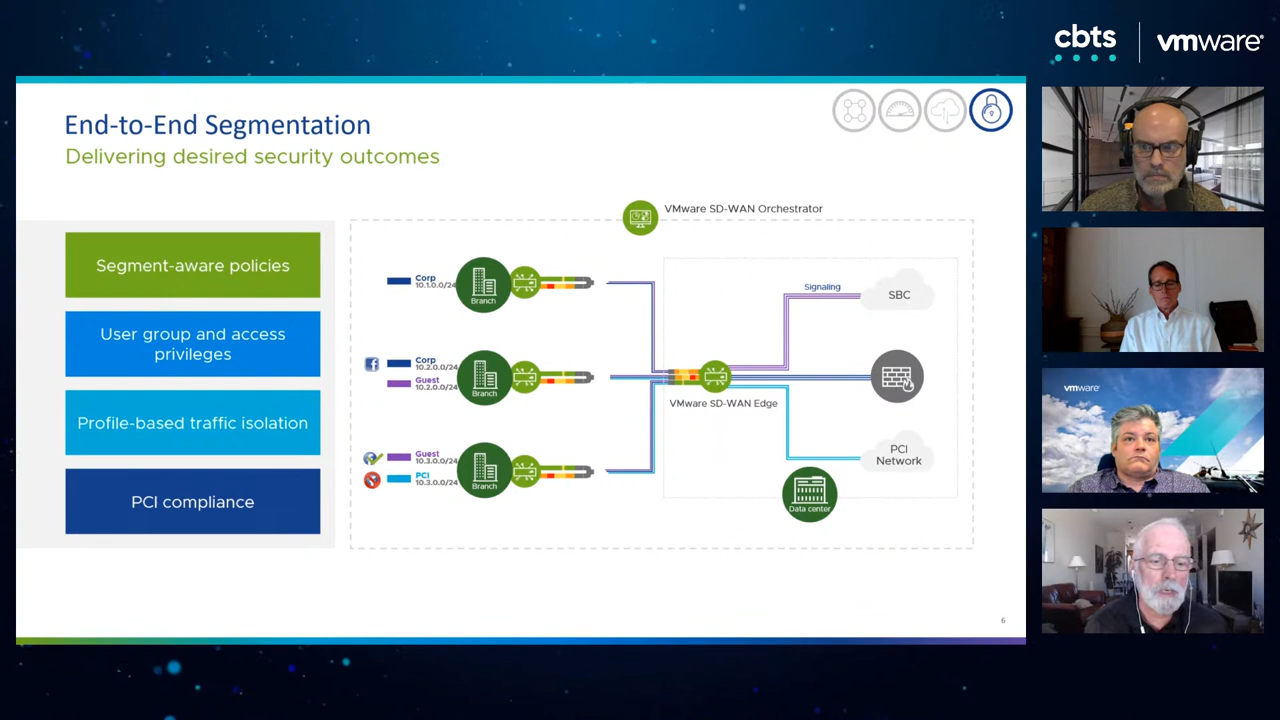 cbts
vmware®
End-to-End Segmentation
Delivering desired security outcomes
Segment-aware policies
User group and access
privileges
Profile-based traffic isolation
PCI compliance
VMware SD-WAN Orchestrator
Corp
10.1.0.0/24
Branch
Corp
10.2.0.0/24
Guest
10.2.0.0/24
Branch
Guest
10.3.0.0/24
PCI
10.3.0.0/24
Branch
VMware SD-WAN Edge
Signaling
SBC
PCI
Network
Data center
6
vmware